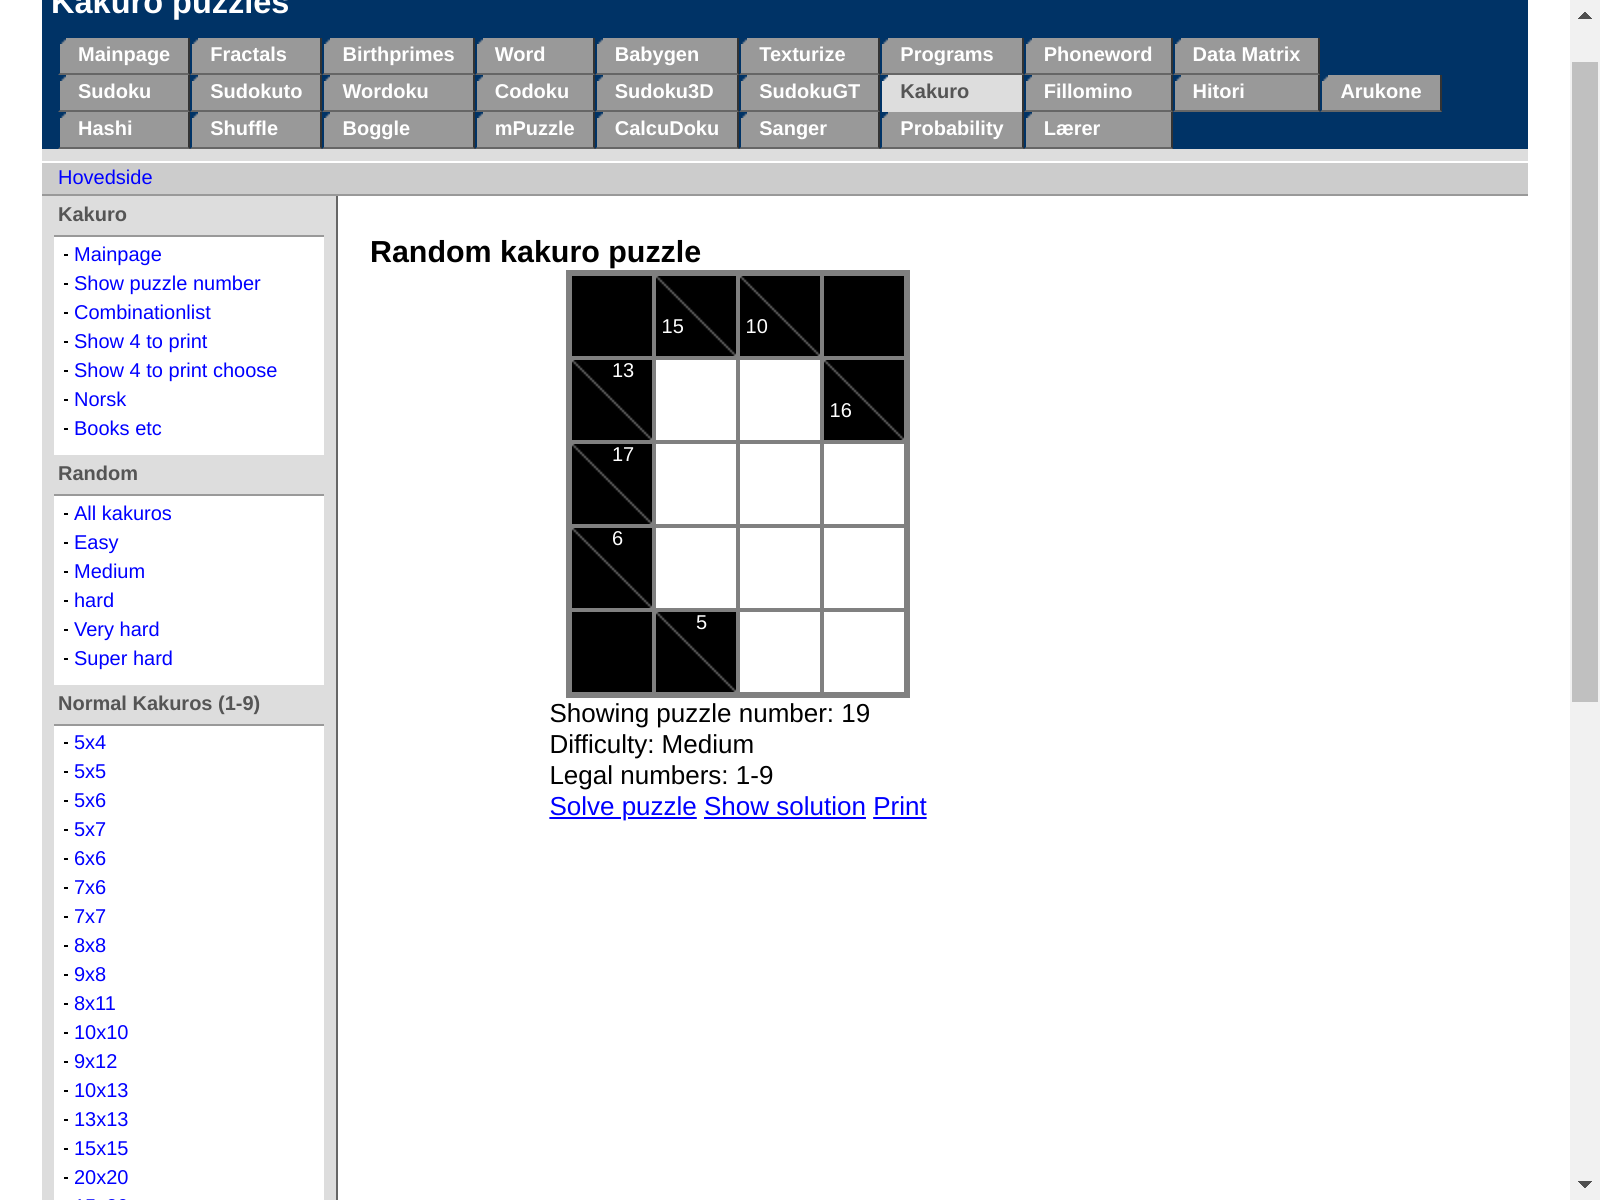 Kakuro puzzles
Mainpage Fractals Birthprimes Word Babygen Texturize Programs Phoneword Data Matrix
Sudoku Sudokuto Wordoku Codoku Sudoku3D SudokuGT Kakuro Fillomino Hitori Arukone
Hashi Shuffle Boggle mPuzzle CalcuDoku Sanger Probability Lærer
Hovedside
Kakuro
- Mainpage
- Show puzzle number
- Combinationlist
- Show 4 to print
- Show 4 to print choose
- Norsk
- Books etc
Random
- All kakuros
- Easy
- Medium
- hard
- Very hard
- Super hard
Normal Kakuros (1-9)
- 5x4
- 5x5
- 5x6
- 5x7
- 6x6
- 7x6
- 7x7
- 8x8
- 9x8
- 8x11
- 10x10
- 9x12
- 10x13
- 13x13
- 15x15
- 20x20
Random kakuro puzzle
15 10
13
16
17
6
5
Showing puzzle number: 19
Difficulty: Medium
Legal numbers: 1-9
Solve puzzle Show solution Print